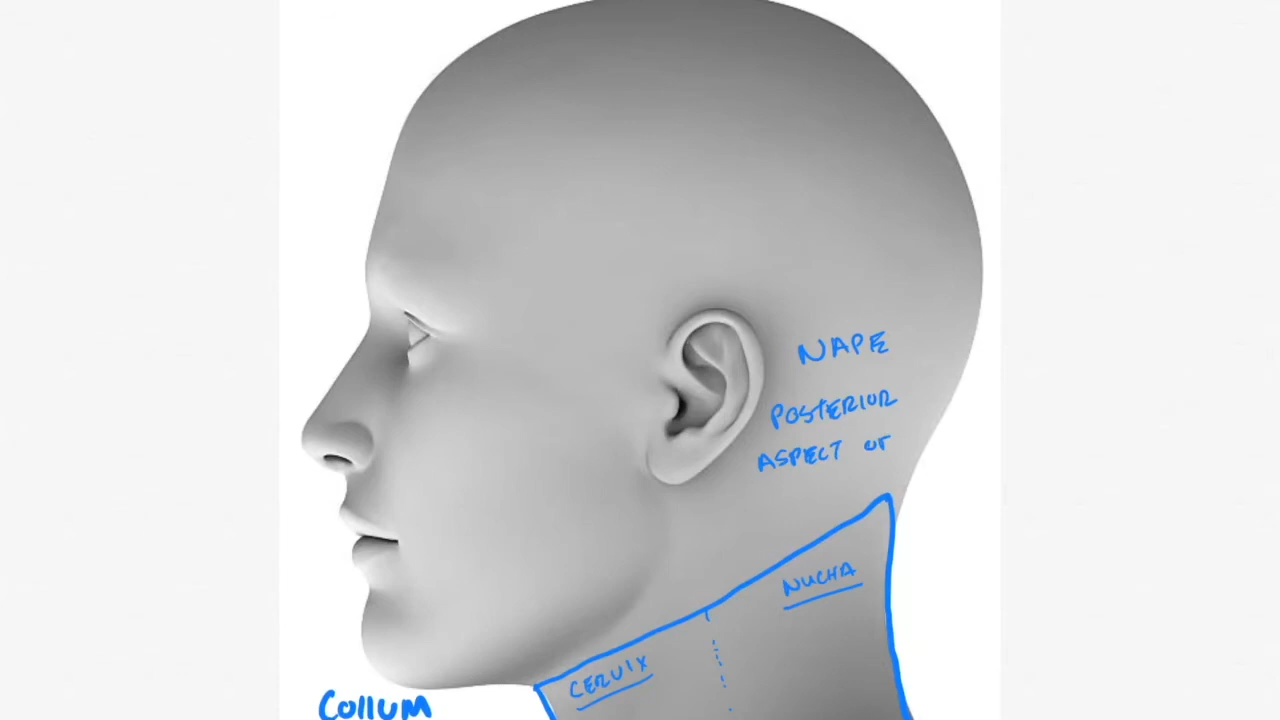 NAPE
POSTERIOR
ASPECT OF
NUCHA
CERVIX
Collum